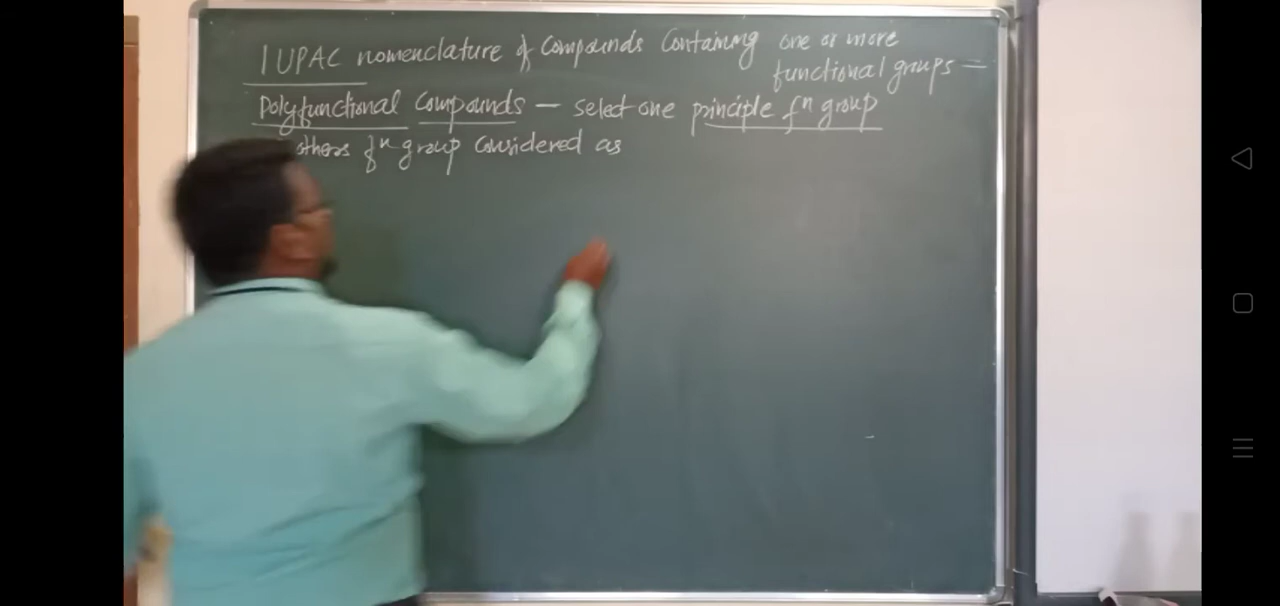 IUPAC nomenclature of Compounds Containing one or more
functional groups —
Polyfunctional Compounds — select one principle fⁿ group
others fⁿ group Considered as